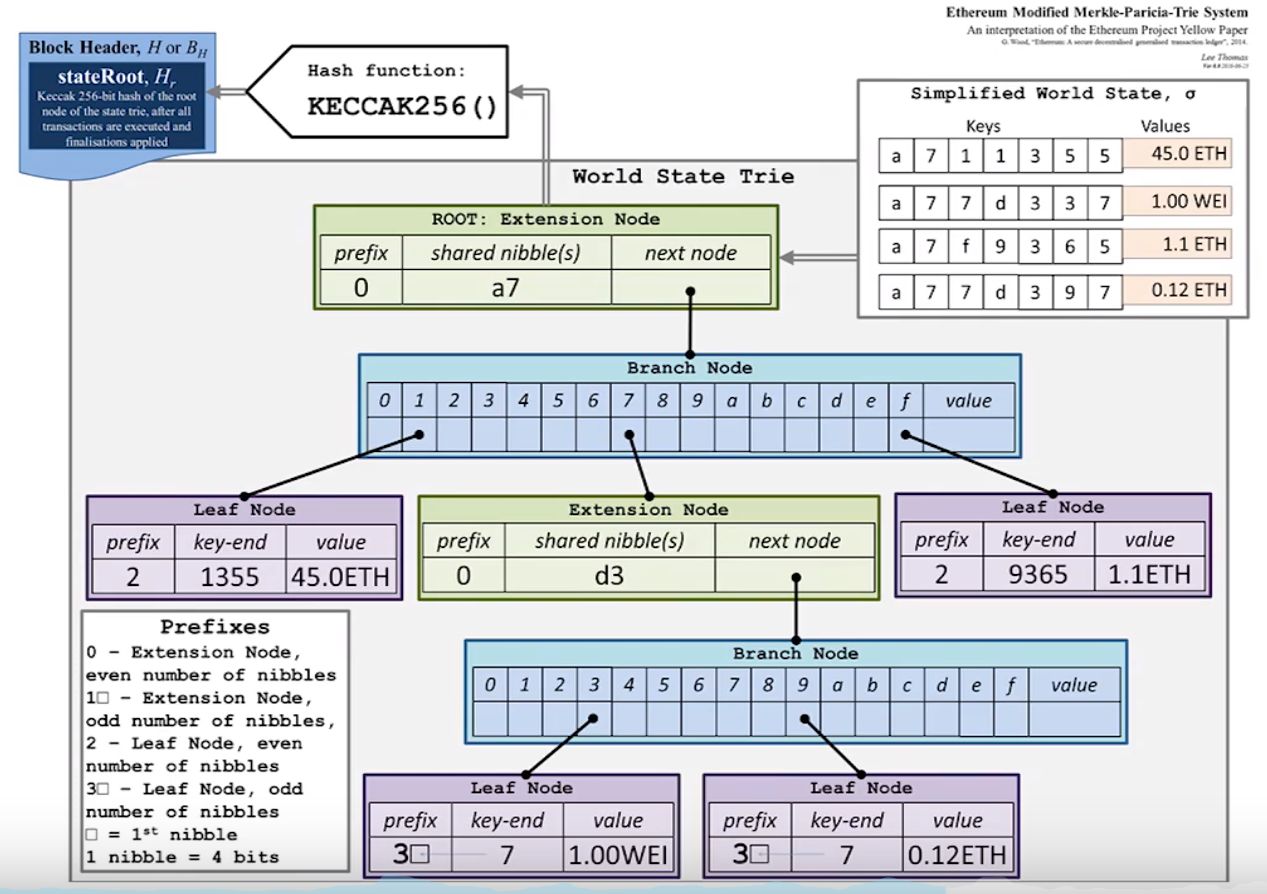 Ethereum Modified Merkle-Paricia-Trie System
An interpretation of the Ethereum Project Yellow Paper
G. Wood, "Ethereum: A secure decentralised generalised transaction ledger", 2014.
Lee Thomas
Block Header, H or B_H
stateRoot, H_r
Keccak 256-bit hash of the root
node of the state trie, after all
transactions are executed and
finalisations applied
Hash function:
KECCAK256()
Simplified World State, σ
Keys Values
a 7 1 1 3 5 5 45.0 ETH
a 7 7 d 3 3 7 1.00 WEI
a 7 f 9 3 6 5 1.1 ETH
a 7 7 d 3 9 7 0.12 ETH
World State Trie
ROOT: Extension Node
prefix shared nibble(s) next node
0 a7
Branch Node
0 1 2 3 4 5 6 7 8 9 a b c d e f value
Leaf Node
prefix key-end value
2 1355 45.0ETH
Extension Node
prefix shared nibble(s) next node
0 d3
Leaf Node
prefix key-end value
2 9365 1.1ETH
Branch Node
0 1 2 3 4 5 6 7 8 9 a b c d e f value
Leaf Node
prefix key-end value
3□ 7 1.00WEI
Leaf Node
prefix key-end value
3□ 7 0.12ETH
Prefixes
0 – Extension Node,
even number of nibbles
1□ – Extension Node,
odd number of nibbles,
2 – Leaf Node, even
number of nibbles
3□ – Leaf Node, odd
number of nibbles
□ = 1st nibble
1 nibble = 4 bits